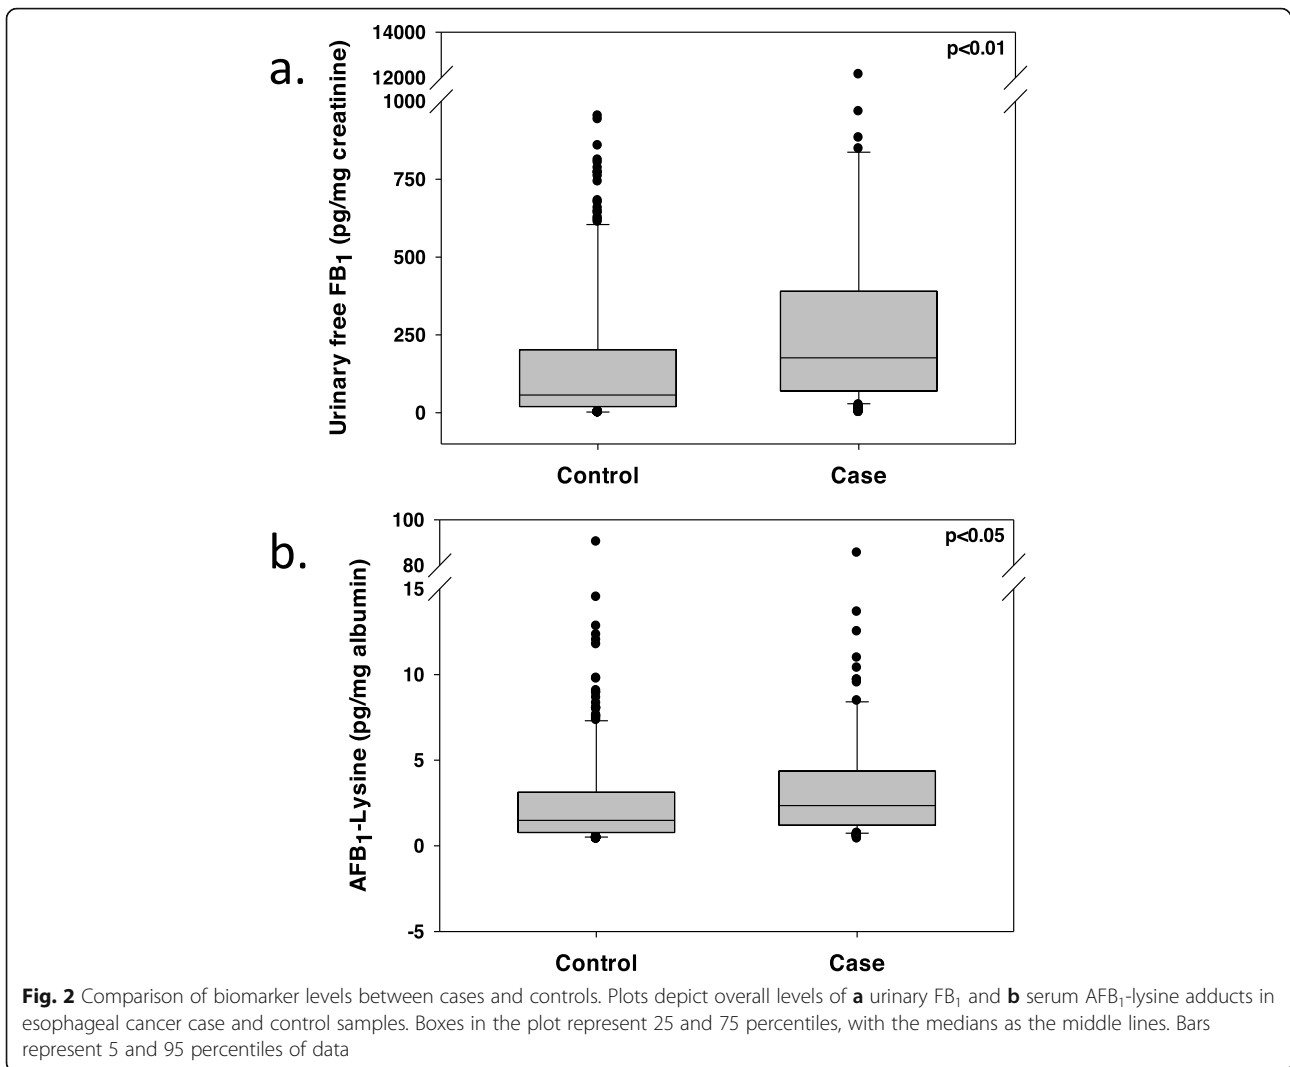 a.
Urinary free FB1 (pg/mg creatinine)
14000
12000
1000
750
500
250
0
p<0.01
Control Case
b.
AFB1-Lysine (pg/mg albumin)
100
80
15
10
5
0
-5
p<0.05
Control Case
Fig. 2 Comparison of biomarker levels between cases and controls. Plots depict overall levels of a urinary FB1 and b serum AFB1-lysine adducts in
esophageal cancer case and control samples. Boxes in the plot represent 25 and 75 percentiles, with the medians as the middle lines. Bars
represent 5 and 95 percentiles of data